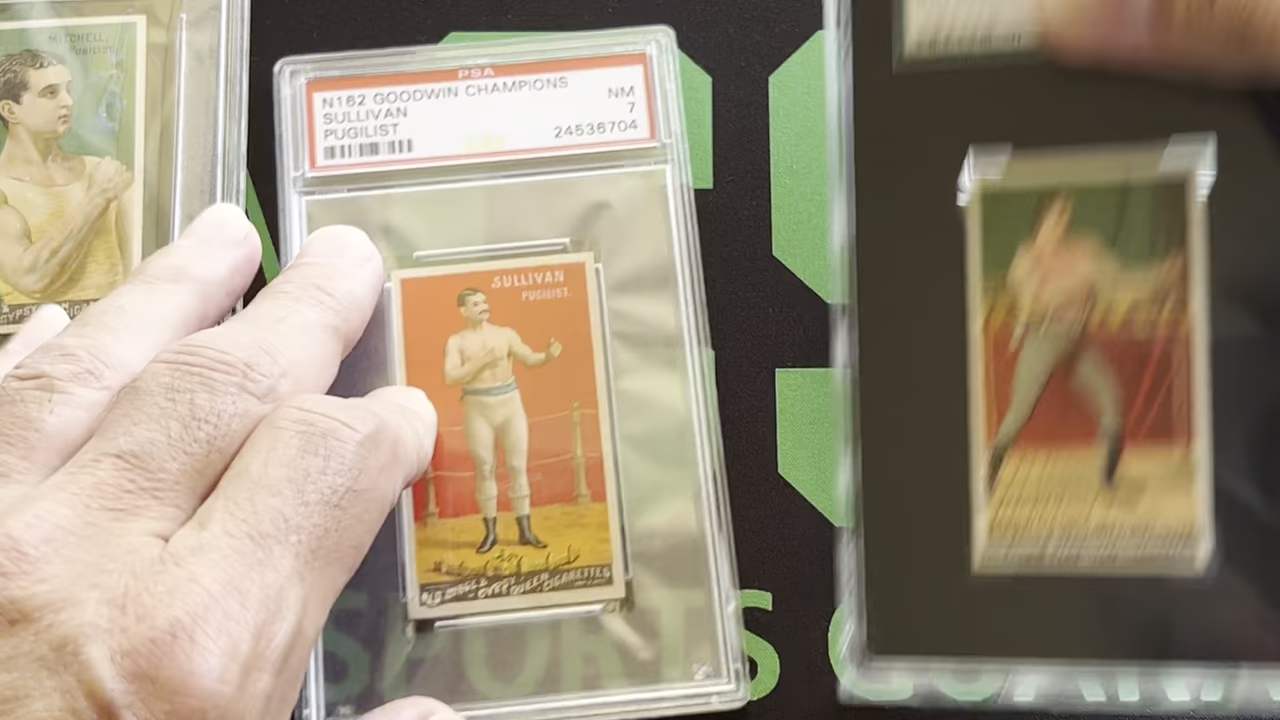 MITCHELL,
PUGILIST.
GYPSY
PSA
N162 GOODWIN CHAMPIONS
NM
SULLIVAN
7
PUGILIST
24536704
SULLIVAN
PUGILIST.
OLD JUDGE & GYPSY QUEEN CIGARETTES
SPORTS